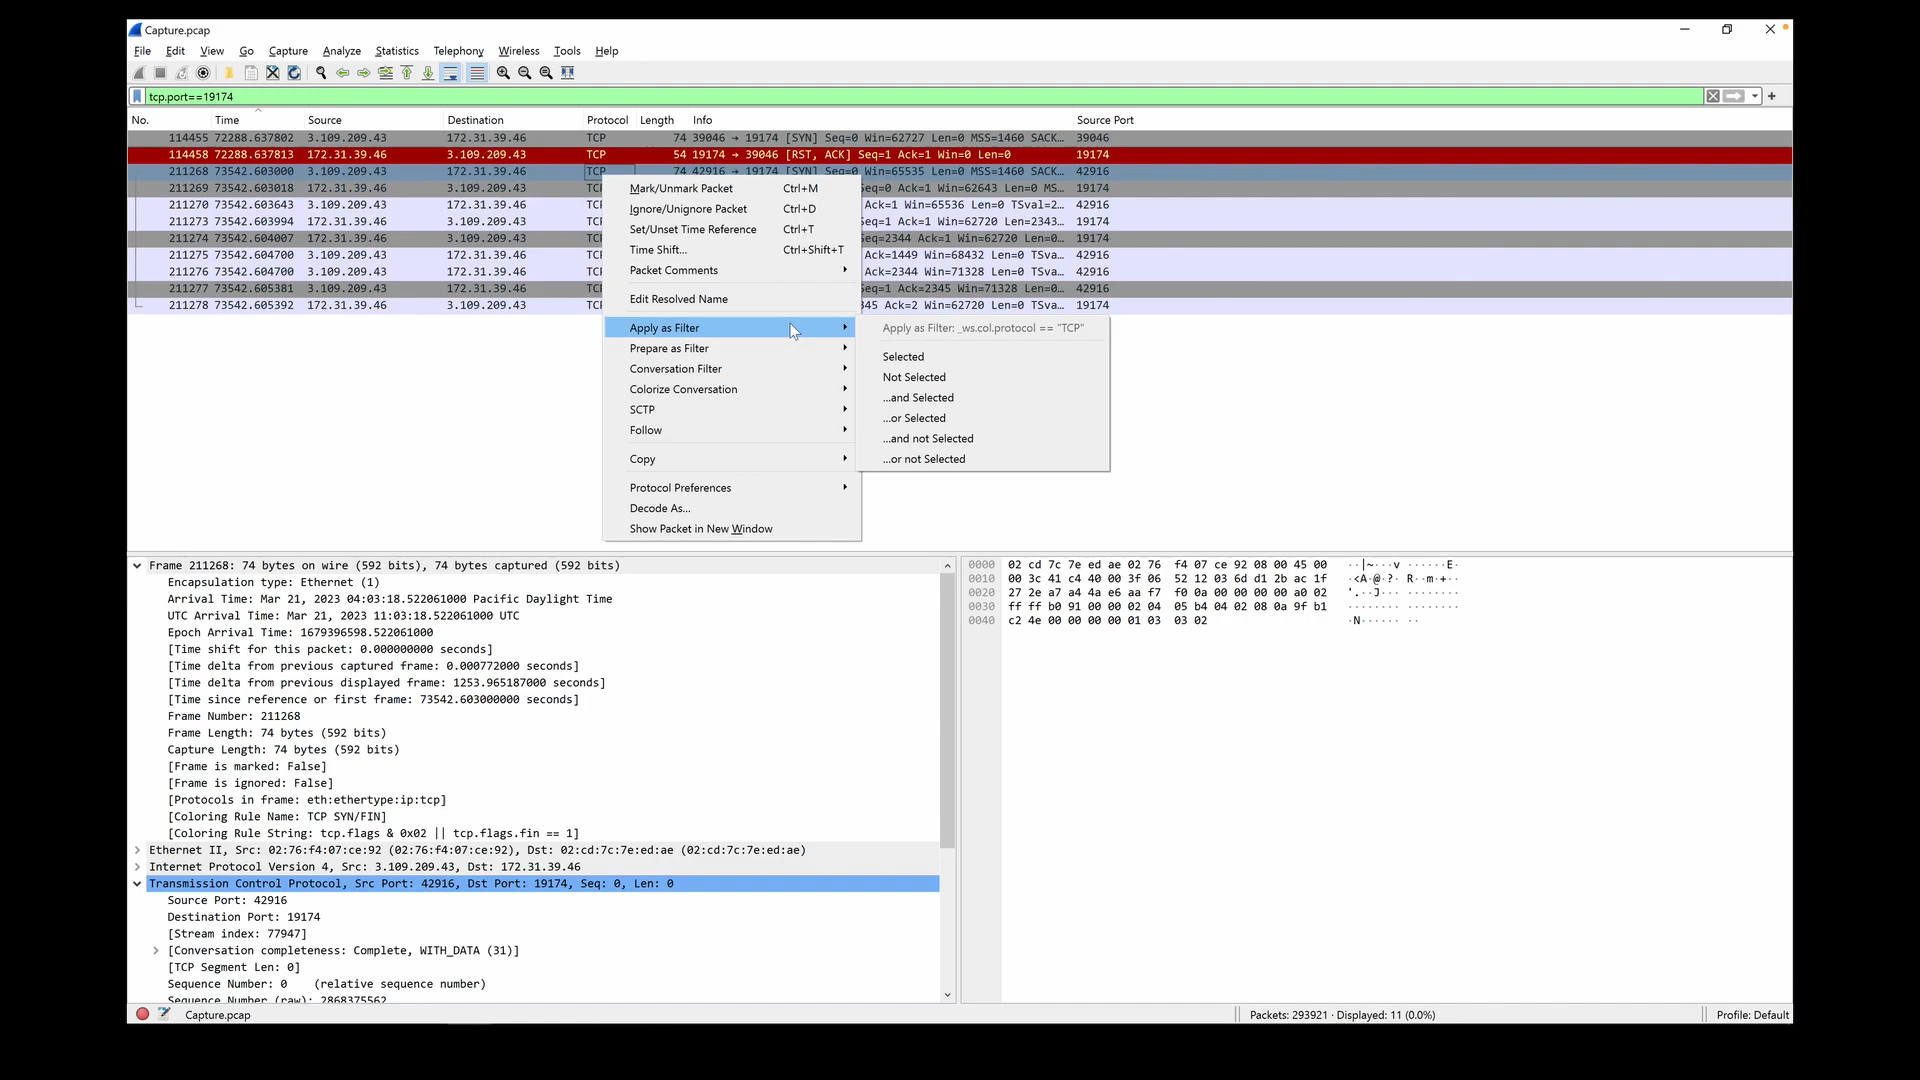 Capture.pcap
File Edit View Go Capture Analyze Statistics Telephony Wireless Tools Help
tcp.port==19174
No. Time Source Destination Protocol Length Info Source Port
114455 72288.637802 3.109.209.43 172.31.39.46 TCP 74 39046 → 19174 [SYN] Seq=0 Win=62727 Len=0 MSS=1460 SACK… 39046
114458 72288.637813 172.31.39.46 3.109.209.43 TCP 54 19174 → 39046 [RST, ACK] Seq=1 Ack=1 Win=0 Len=0 19174
211268 73542.603000 3.109.209.43 172.31.39.46 TCP 74 42916 → 19174 [SYN] Seq=0 Win=65535 Len=0 MSS=1460 SACK… 42916
211269 73542.603018 172.31.39.46 3.109.209.43 Seq=0 Ack=1 Win=62643 Len=0 MS… 19174
211270 73542.603643 3.109.209.43 172.31.39.46 Ack=1 Win=65536 Len=0 TSval=2… 42916
211273 73542.603994 172.31.39.46 3.109.209.43 Seq=1 Ack=1 Win=62720 Len=2343… 19174
211274 73542.604007 172.31.39.46 3.109.209.43 Seq=2344 Ack=1 Win=62720 Len=0 … 19174
211275 73542.604700 3.109.209.43 172.31.39.46 Ack=1449 Win=68432 Len=0 TSva… 42916
211276 73542.604700 3.109.209.43 172.31.39.46 Ack=2344 Win=71328 Len=0 TSva… 42916
211277 73542.605381 3.109.209.43 172.31.39.46 Seq=1 Ack=2345 Win=71328 Len=0 … 42916
211278 73542.605392 172.31.39.46 3.109.209.43 345 Ack=2 Win=62720 Len=0 TSva… 19174
Mark/Unmark Packet Ctrl+M
Ignore/Unignore Packet Ctrl+D
Set/Unset Time Reference Ctrl+T
Time Shift... Ctrl+Shift+T
Packet Comments
Edit Resolved Name
Apply as Filter
Prepare as Filter
Conversation Filter
Colorize Conversation
SCTP
Follow
Copy
Protocol Preferences
Decode As...
Show Packet in New Window
Apply as Filter: _ws.col.protocol == "TCP"
Selected
Not Selected
...and Selected
...or Selected
...and not Selected
...or not Selected
Frame 211268: 74 bytes on wire (592 bits), 74 bytes captured (592 bits)
Encapsulation type: Ethernet (1)
Arrival Time: Mar 21, 2023 04:03:18.522061000 Pacific Daylight Time
UTC Arrival Time: Mar 21, 2023 11:03:18.522061000 UTC
Epoch Arrival Time: 1679396598.522061000
[Time shift for this packet: 0.000000000 seconds]
[Time delta from previous captured frame: 0.000772000 seconds]
[Time delta from previous displayed frame: 1253.965187000 seconds]
[Time since reference or first frame: 73542.603000000 seconds]
Frame Number: 211268
Frame Length: 74 bytes (592 bits)
Capture Length: 74 bytes (592 bits)
[Frame is marked: False]
[Frame is ignored: False]
[Protocols in frame: eth:ethertype:ip:tcp]
[Coloring Rule Name: TCP SYN/FIN]
[Coloring Rule String: tcp.flags & 0x02 || tcp.flags.fin == 1]
Ethernet II, Src: 02:76:f4:07:ce:92 (02:76:f4:07:ce:92), Dst: 02:cd:7c:7e:ed:ae (02:cd:7c:7e:ed:ae)
Internet Protocol Version 4, Src: 3.109.209.43, Dst: 172.31.39.46
Transmission Control Protocol, Src Port: 42916, Dst Port: 19174, Seq: 0, Len: 0
Source Port: 42916
Destination Port: 19174
[Stream index: 77947]
[Conversation completeness: Complete, WITH_DATA (31)]
[TCP Segment Len: 0]
Sequence Number: 0 (relative sequence number)
Sequence Number (raw): 2868375562
0000 02 cd 7c 7e ed ae 02 76 f4 07 ce 92 08 00 45 00 ··|~···v ······E·
0010 00 3c 41 c4 40 00 3f 06 52 12 03 6d d1 2b ac 1f ·<A·@·?· R··m·+··
0020 27 2e a7 a4 4a e6 aa f7 f0 0a 00 00 00 00 a0 02 '.··J··· ········
0030 ff ff b0 91 00 00 02 04 05 b4 04 02 08 0a 9f b1 ········ ········
0040 c2 4e 00 00 00 00 01 03 03 02 ·N······ ··
Capture.pcap
Packets: 293921 · Displayed: 11 (0.0%)
Profile: Default